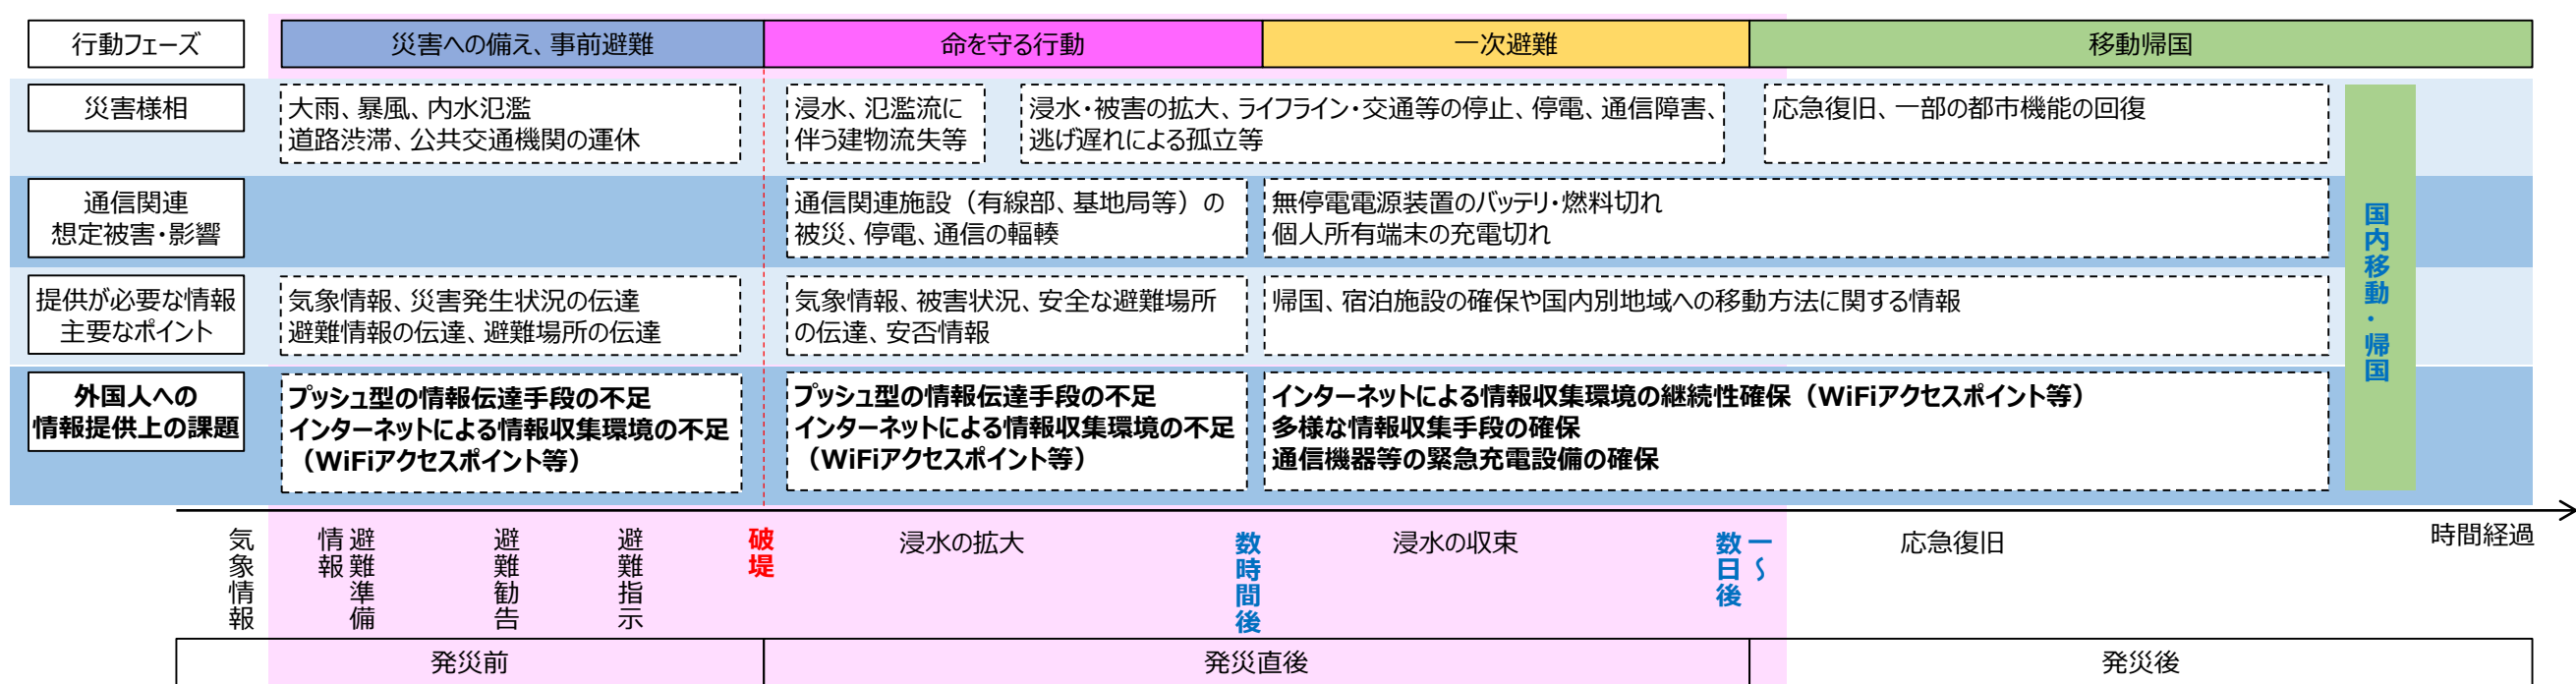 行動フェーズ
災害への備え、事前避難
命を守る行動
一次避難
移動帰国
災害様相
大雨、暴風、内水氾濫
道路渋滞、公共交通機関の運休
浸水、氾濫流に
伴う建物流失等
浸水・被害の拡大、ライフライン・交通等の停止、停電、通信障害、
逃げ遅れによる孤立等
応急復旧、一部の都市機能の回復
通信関連
想定被害・影響
通信関連施設（有線部、基地局等）の
被災、停電、通信の輻輳
無停電電源装置のバッテリ・燃料切れ
個人所有端末の充電切れ
提供が必要な情報
主要なポイント
気象情報、災害発生状況の伝達
避難情報の伝達、避難場所の伝達
気象情報、被害状況、安全な避難場所
の伝達、安否情報
帰国、宿泊施設の確保や国内別地域への移動方法に関する情報
外国人への
情報提供上の課題
プッシュ型の情報伝達手段の不足
インターネットによる情報収集環境の不足
（WiFiアクセスポイント等）
プッシュ型の情報伝達手段の不足
インターネットによる情報収集環境の不足
（WiFiアクセスポイント等）
インターネットによる情報収集環境の継続性確保（WiFiアクセスポイント等）
多様な情報収集手段の確保
通信機器等の緊急充電設備の確保
国内移動・帰国
気象情報
避難準備
情報
避難勧告
避難指示
破堤
浸水の拡大
数時間後
浸水の収束
一～
数日後
応急復旧
時間経過
発災前
発災直後
発災後